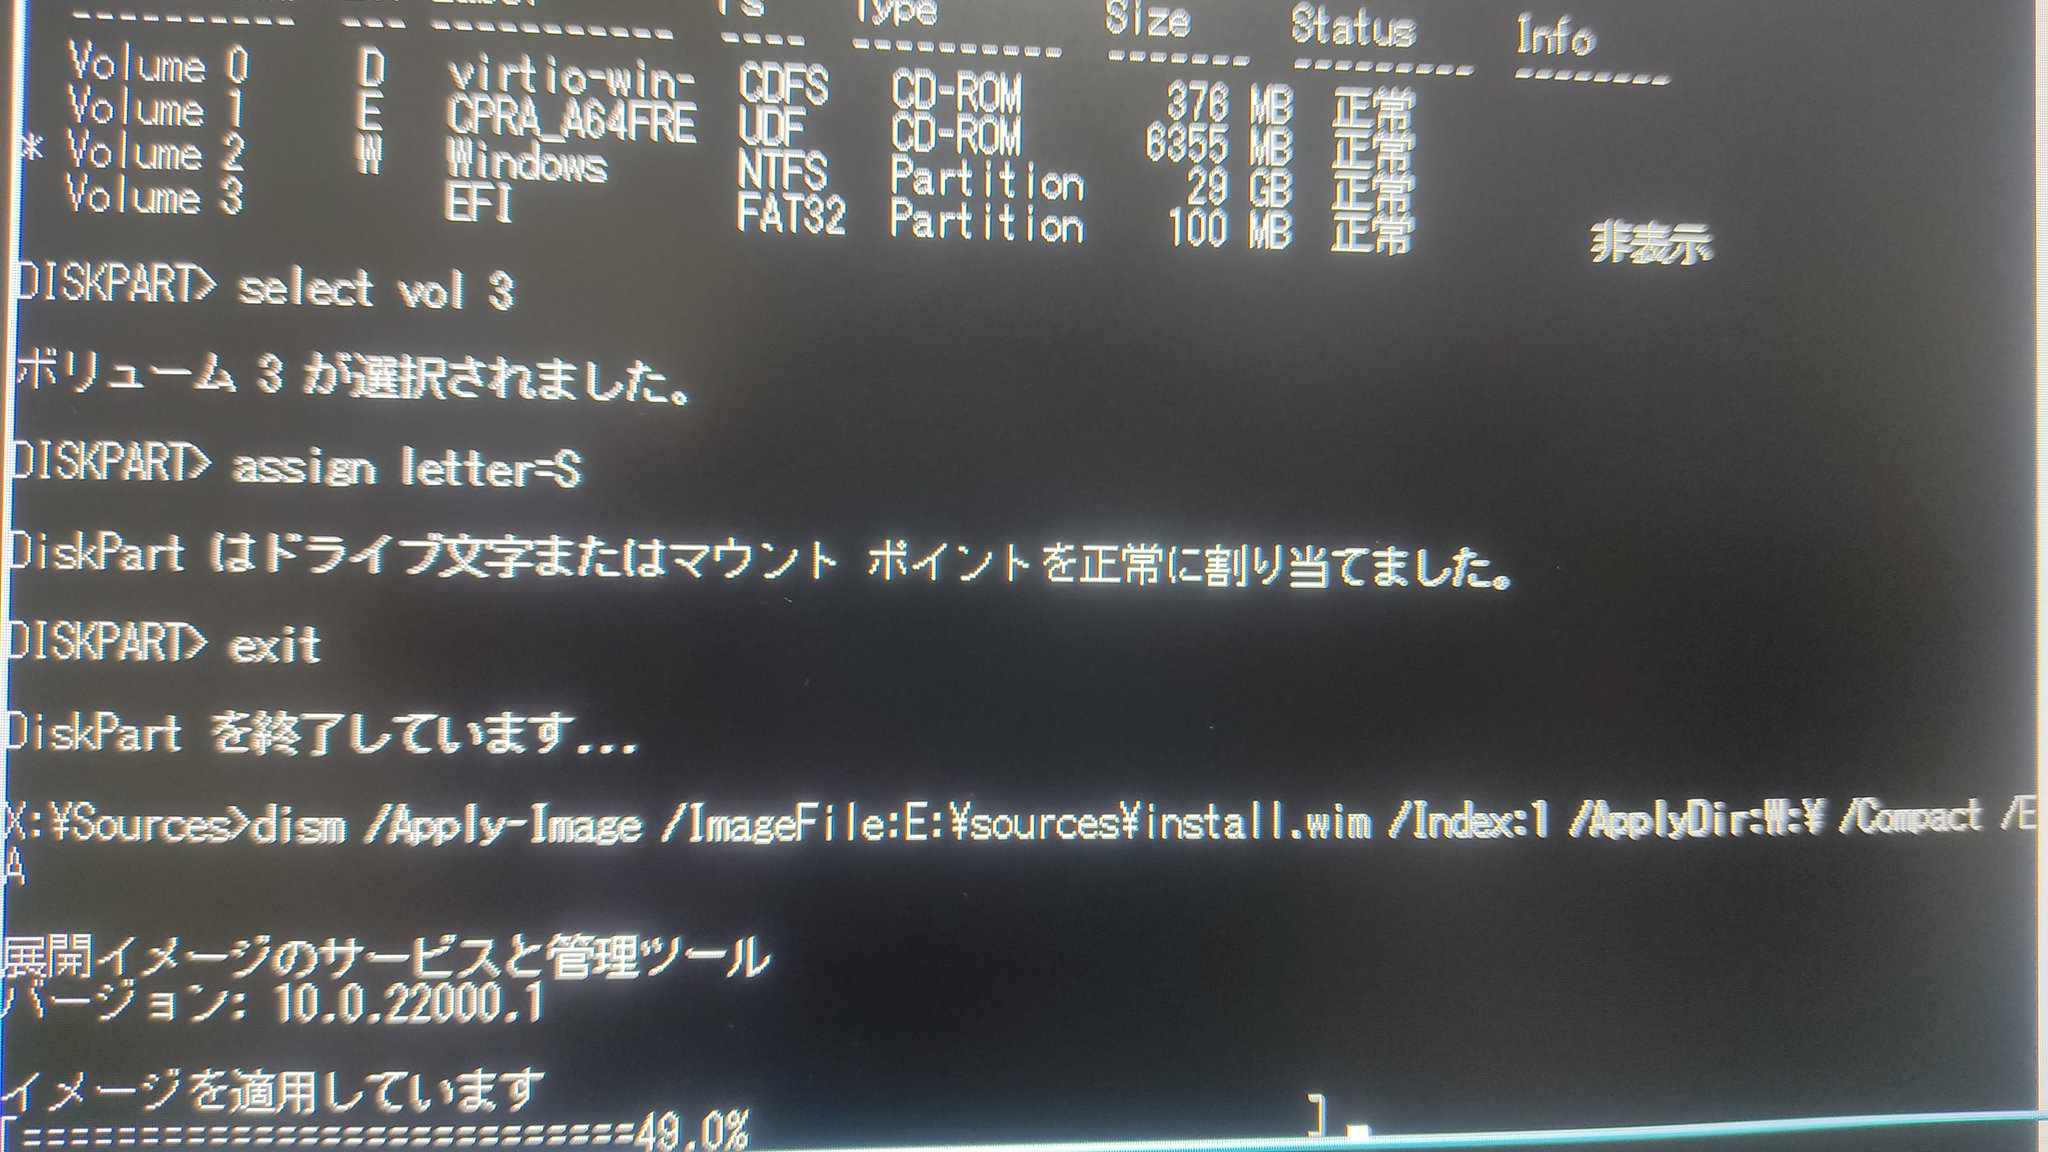 Type Size Status Info
Volume 0 D virtio-win- CDFS CD-ROM 376 MB 正常
Volume 1 E CPRA_A64FRE UDF CD-ROM 6355 MB 正常
* Volume 2 W Windows NTFS Partition 29 GB 正常
Volume 3 EFI FAT32 Partition 100 MB 正常 非表示
DISKPART> select vol 3
ボリューム 3 が選択されました。
DISKPART> assign letter=S
DiskPart はドライブ文字またはマウント ポイントを正常に割り当てました。
DISKPART> exit
DiskPart を終了しています...
X:¥Sources>dism /Apply-Image /ImageFile:E:¥sources¥install.wim /Index:1 /ApplyDir:W:¥ /Compact /E
A
展開イメージのサービスと管理ツール
バージョン: 10.0.22000.1
イメージを適用しています
[==========================49.0% ]